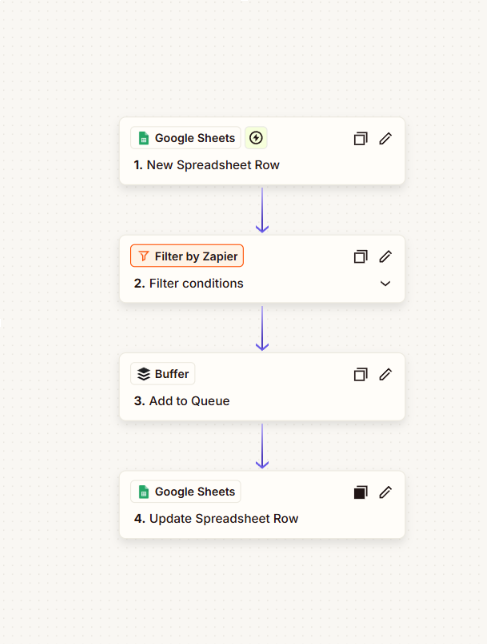 Google Sheets
1. New Spreadsheet Row
Filter by Zapier
2. Filter conditions
Buffer
3. Add to Queue
Google Sheets
4. Update Spreadsheet Row